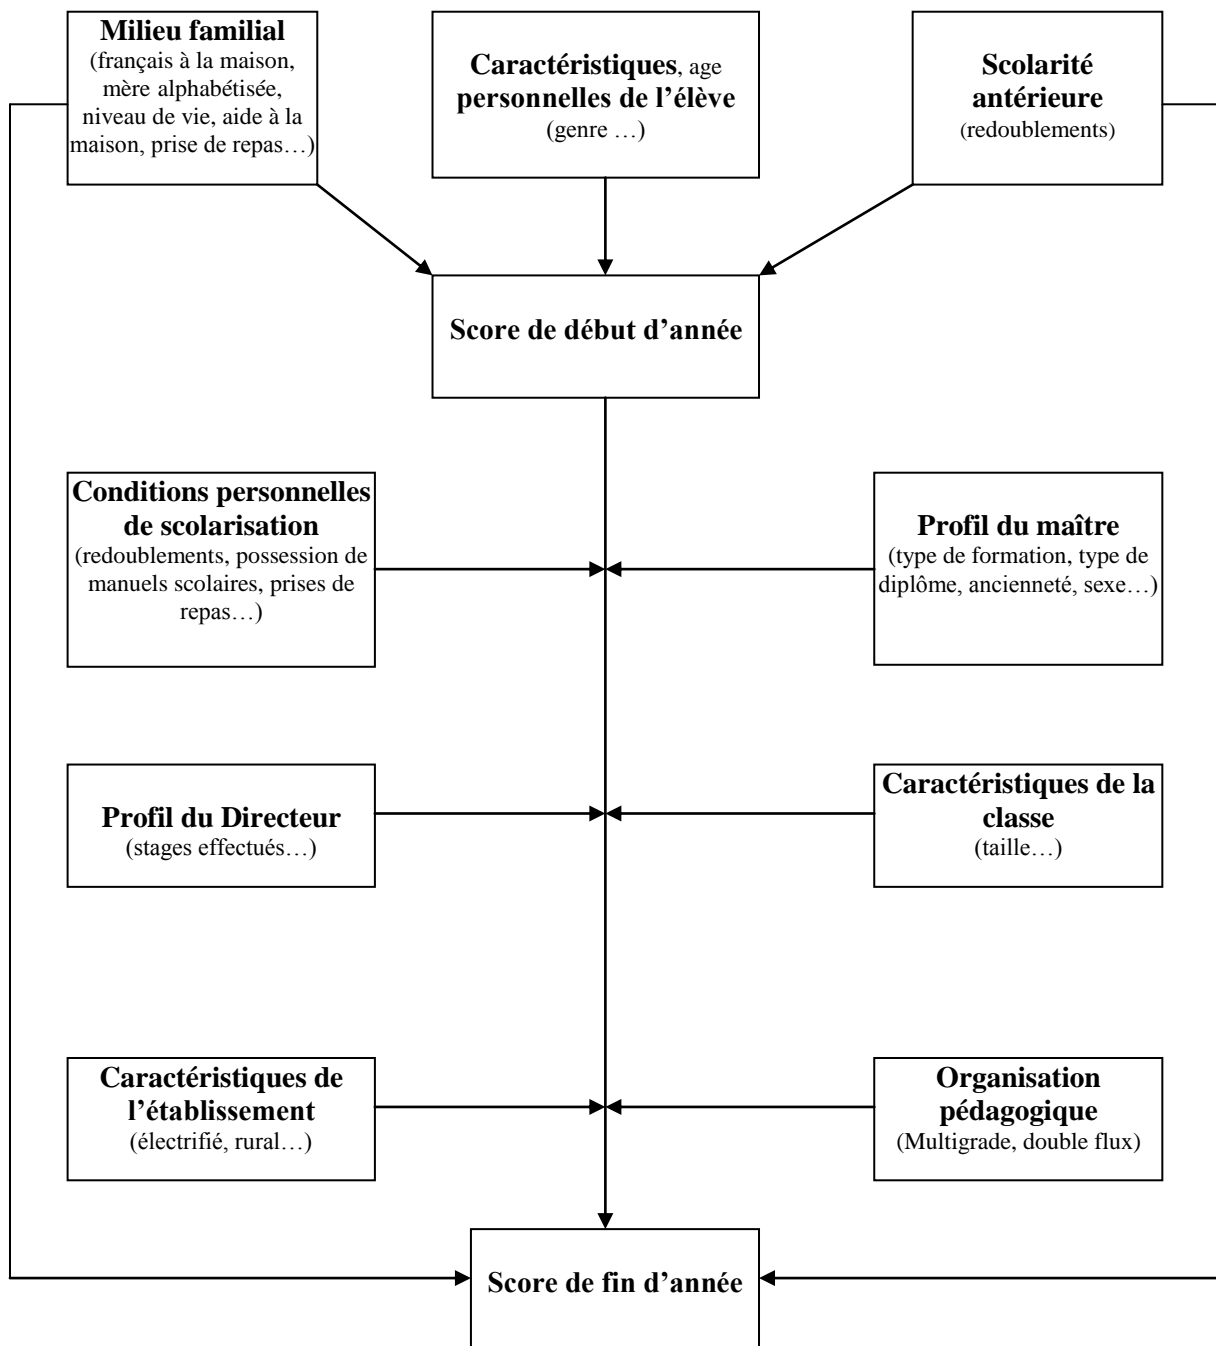 Milieu familial
(français à la maison,
mère alphabétisée,
niveau de vie, aide à la
maison, prise de repas…)
Caractéristiques, age
personnelles de l’élève
(genre …)
Scolarité
antérieure
(redoublements)
Score de début d’année
Conditions personnelles
de scolarisation
(redoublements, possession de
manuels scolaires, prises de
repas…)
Profil du maître
(type de formation, type de
diplôme, ancienneté, sexe…)
Profil du Directeur
(stages effectués…)
Caractéristiques de la
classe
(taille…)
Caractéristiques de
l’établissement
(électrifié, rural…)
Organisation
pédagogique
(Multigrade, double flux)
Score de fin d’année